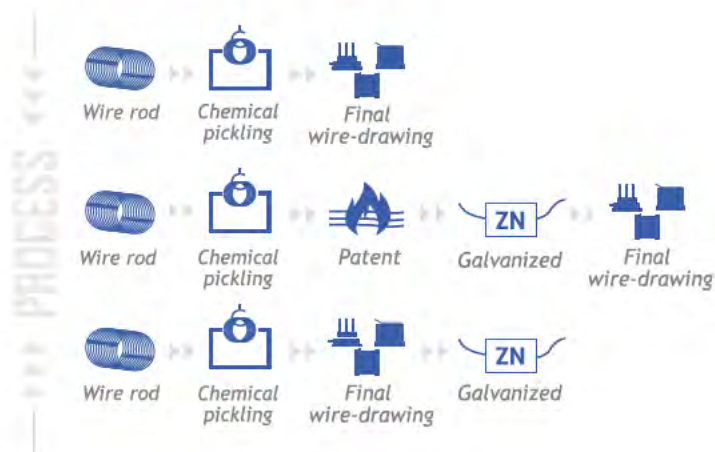 PROCESS
Wire rod
Chemical
pickling
Final
wire-drawing
Wire rod
Chemical
pickling
Patent
ZN
Galvanized
Final
wire-drawing
Wire rod
Chemical
pickling
Final
wire-drawing
ZN
Galvanized